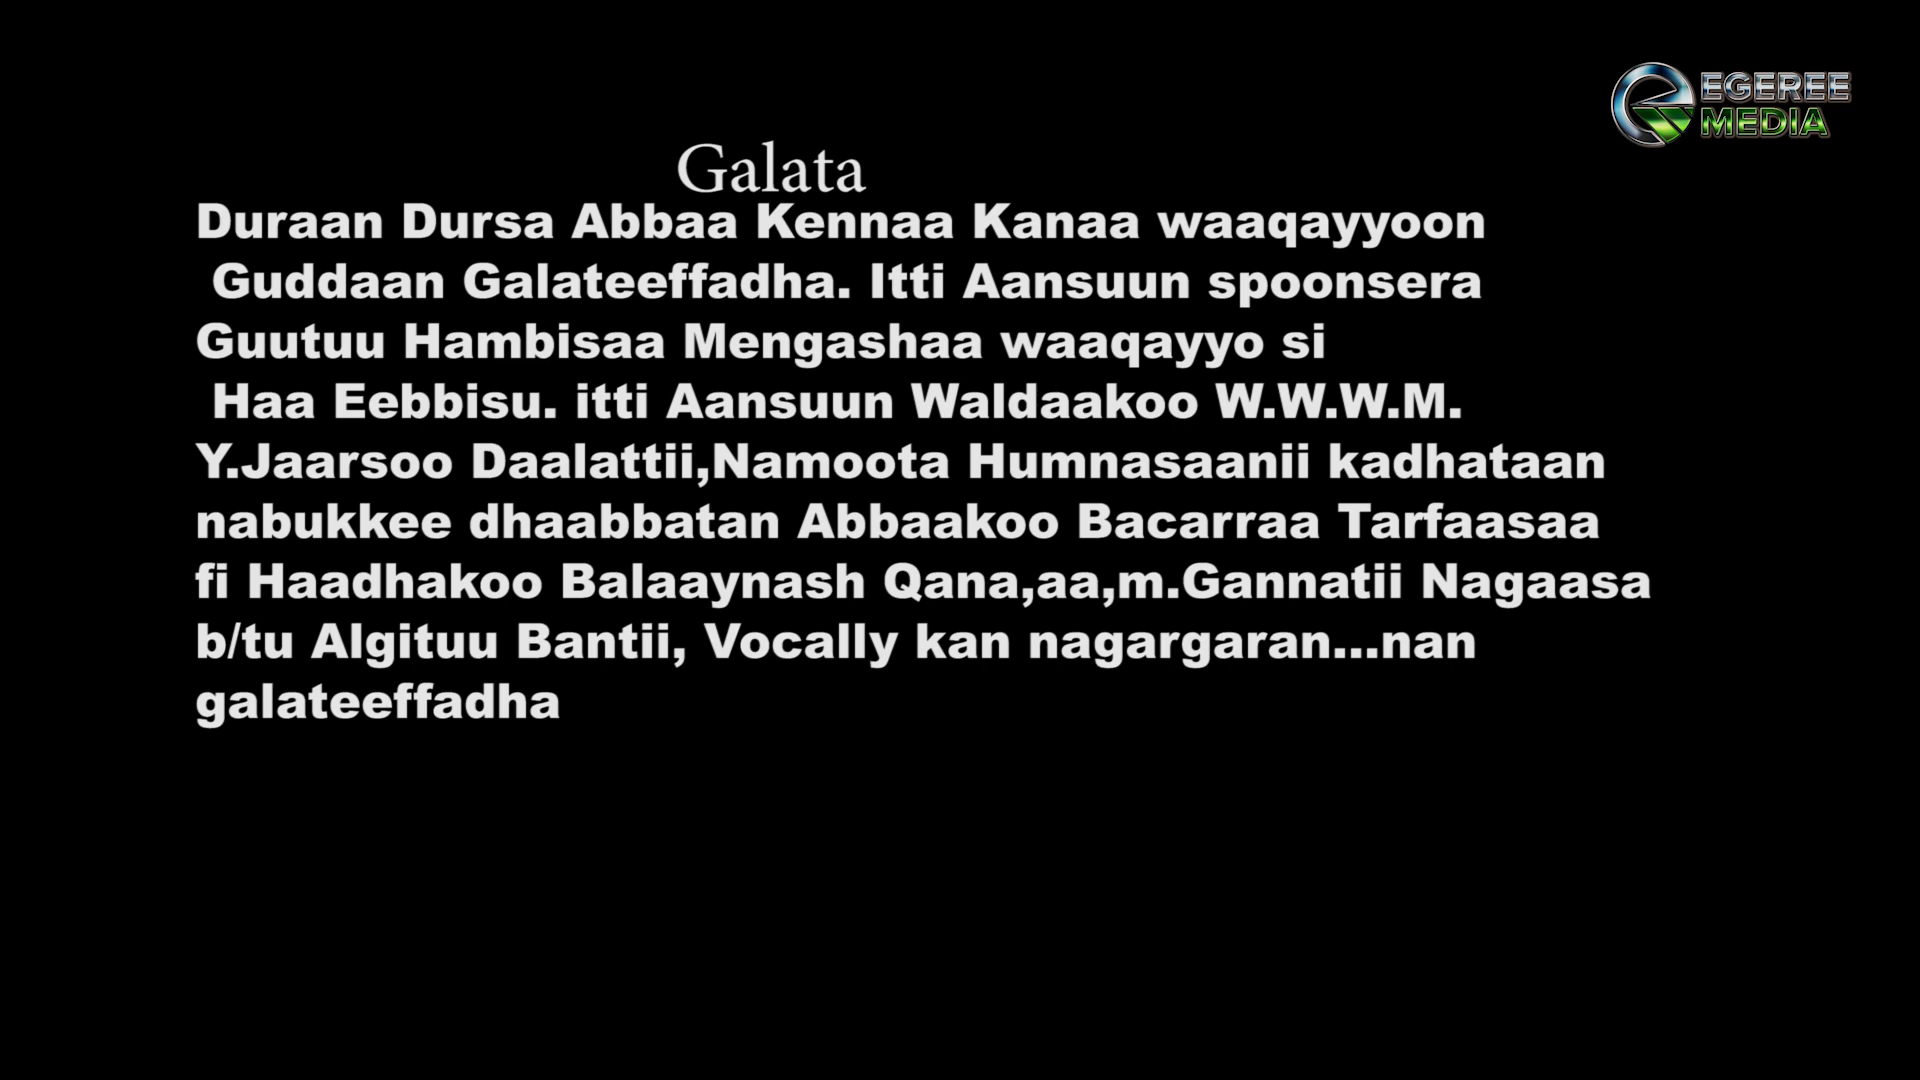 EGEREE
MEDIA
Galata
Duraan Dursa Abbaa Kennaa Kanaa waaqayyoon
Guddaan Galateeffadha. Itti Aansuun spoonsera
Guutuu Hambisaa Mengashaa waaqayyo si
Haa Eebbisu. itti Aansuun Waldaakoo W.W.W.M.
Y.Jaarsoo Daalattii,Namoota Humnasaanii kadhataan
nabukkee dhaabbatan Abbaakoo Bacarraa Tarfaasaa
fi Haadhakoo Balaaynash Qana,aa,m.Gannatii Nagaasa
b/tu Algituu Bantii, Vocally kan nagargaran...nan
galateeffadha